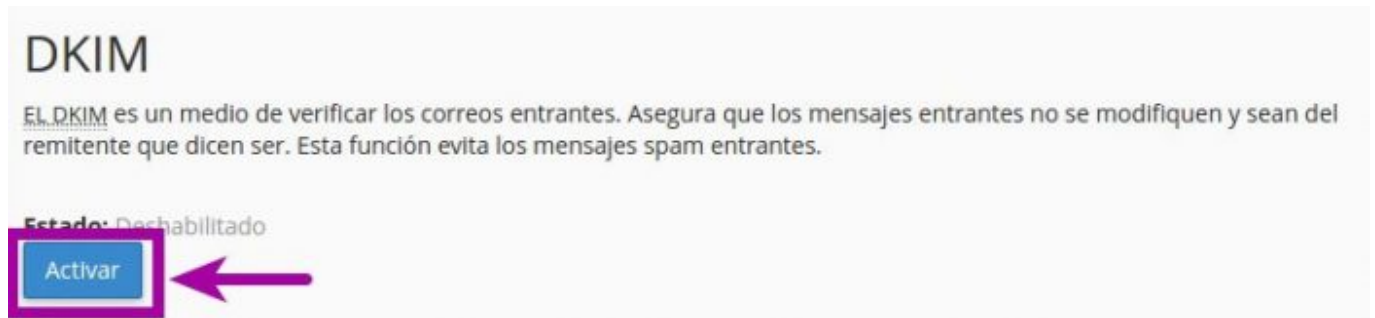 DKIM
EL DKIM es un medio de verificar los correos entrantes. Asegura que los mensajes entrantes no se modifiquen y sean del
remitente que dicen ser. Esta función evita los mensajes spam entrantes.
Estado: Deshabilitado
Activar